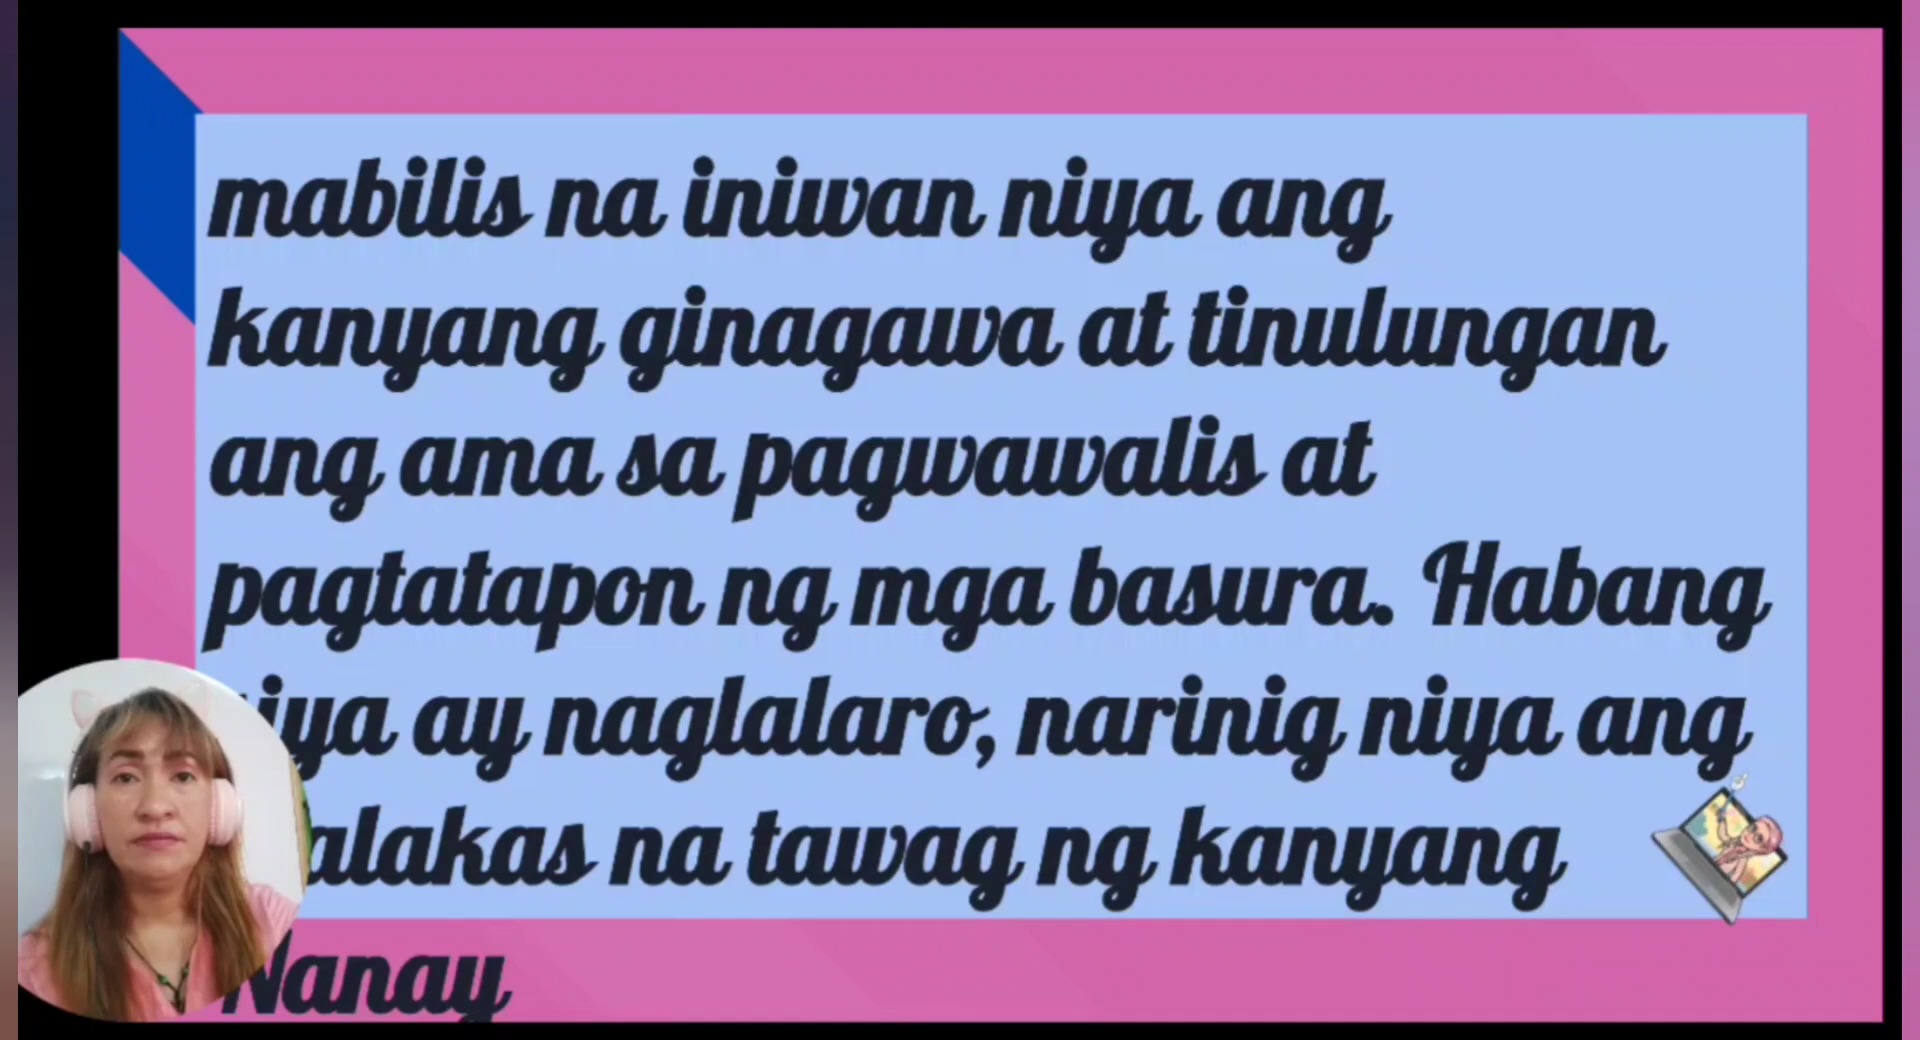 mabilis na iniwan niya ang
kanyang ginagawa at tinulungan
ang ama sa pagwawalis at
pagtatapon ng mga basura. Habang
ay naglalaro, narinig niya ang
na tawag ng kanyang
Nanay